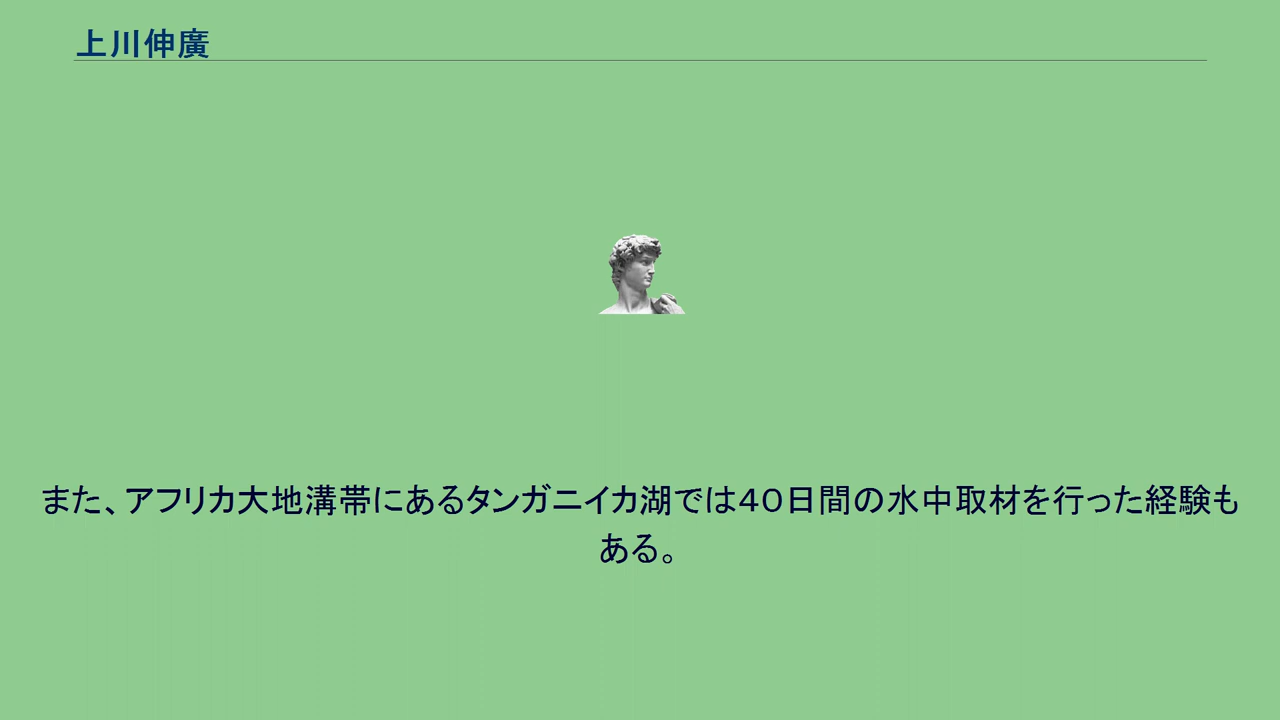 上川伸廣
また、アフリカ大地溝帯にあるタンガニイカ湖では４０日間の水中取材を行った経験も
ある。